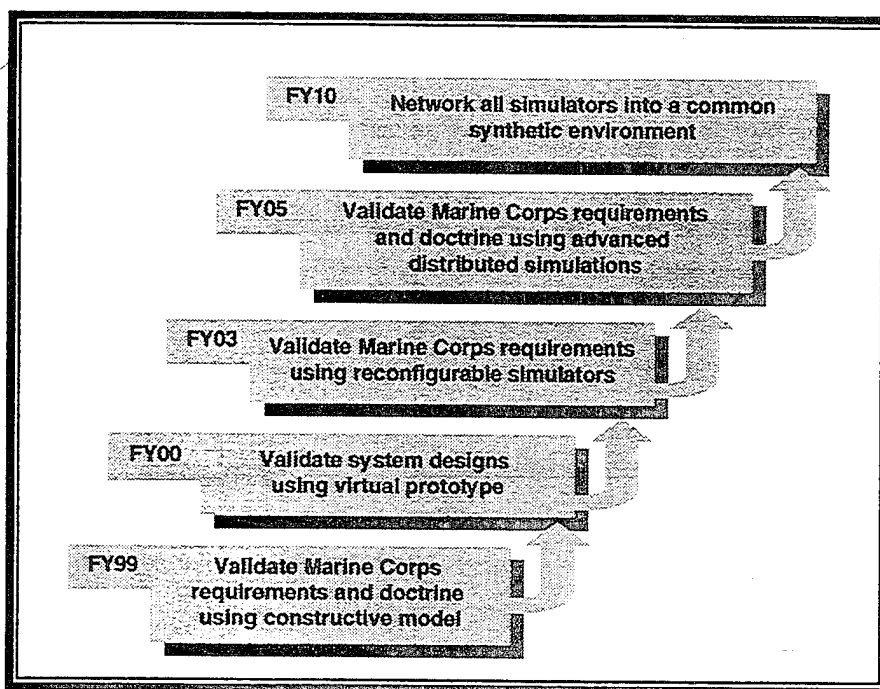 FY10
Network all simulators into a common
synthetic environment
FY05
Validate Marine Corps requirements
and doctrine using advanced
distributed simulations
FY03
Validate Marine Corps requirements
using reconfigurable simulators
FY00
Validate system designs
using virtual prototype
FY99
Validate Marine Corps
requirements and doctrine
using constructive model